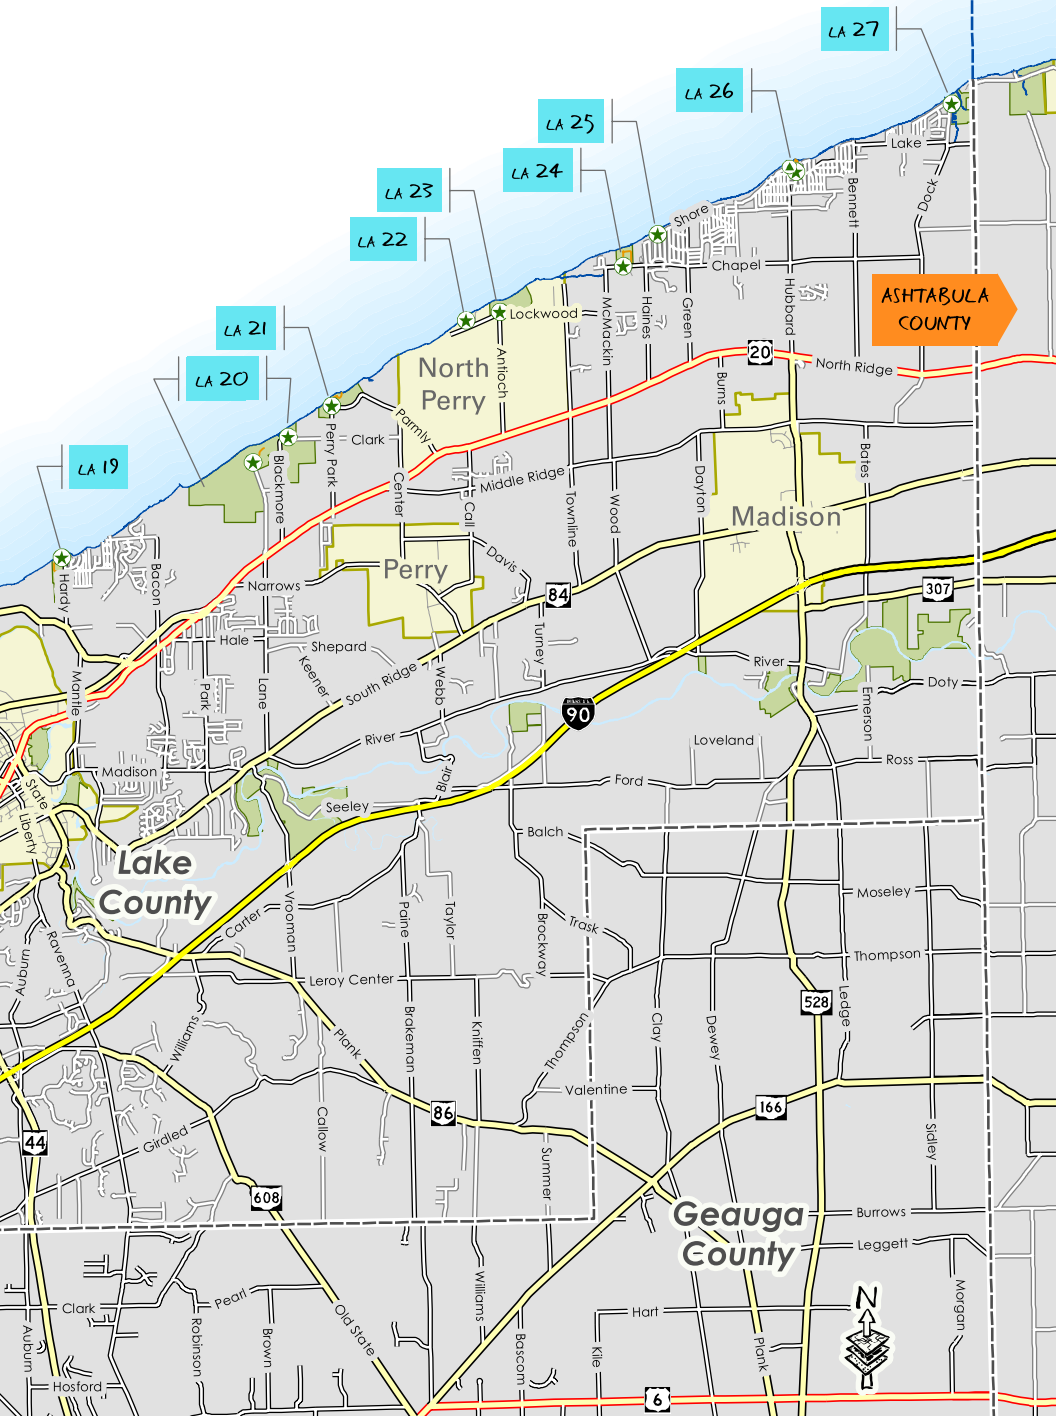 LA 27
LA 26
LA 25
LA 24
LA 23
LA 22
LA 21
LA 20
LA 19
Lake
Dock
Bennett
Shore
Chapel
Hubbard
ASHTABULA
COUNTY
Lockwood
McMackin
Haines
Green
North
Perry
Antioch
20
North Ridge
Burns
Parmly
Clark
Perry Park
Blackmore
Center
Middle Ridge
Call
Townline
Wood
Dayton
Bates
Madison
Davis
Perry
Narrows
84
307
Hardy
Bacon
Hale
Shepard
Keener
South Ridge
Turney
Webb
River
Doty
Mantle
Park
Lane
River
90
Emerson
Loveland
Ross
Madison
State
Liberty
Blair
Seeley
Ford
Balch
Lake
County
Moseley
Carter
Vrooman
Paine
Taylor
Brockway
Trask
Auburn
Ravenna
Thompson
Leroy Center
528
Ledge
Williams
Plank
Brakeman
Kniffen
Thompson
Clay
Dewey
Valentine
86
166
44
Girdled
Callow
Summer
Sidley
608
Geauga
County
Burrows
Leggett
Clark
Pearl
Robinson
Brown
Old State
Williams
Bascom
Hart
Kile
Plank
N
Morgan
Auburn
Hosford
6